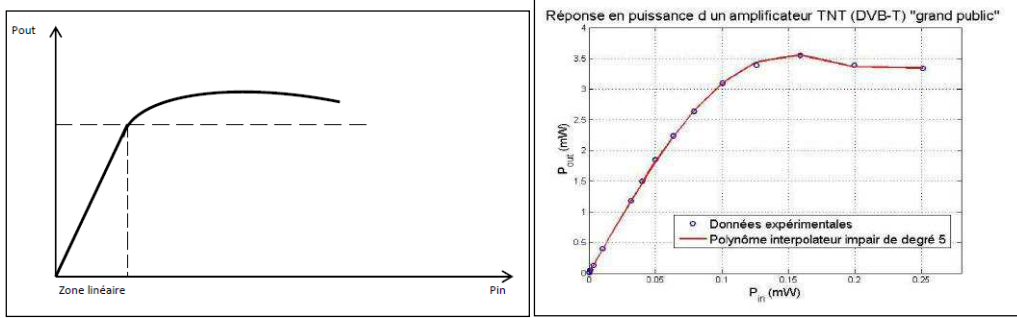 Pout
Zone linéaire
Pin
Réponse en puissance d un amplificateur TNT (DVB-T) "grand public"
4
3.5
3
2.5
2
1.5
1
0.5
0
P_out (mW)
Données expérimentales
Polynôme interpolateur impair de degré 5
0
0.05
0.1
0.15
0.2
0.25
P_in (mW)